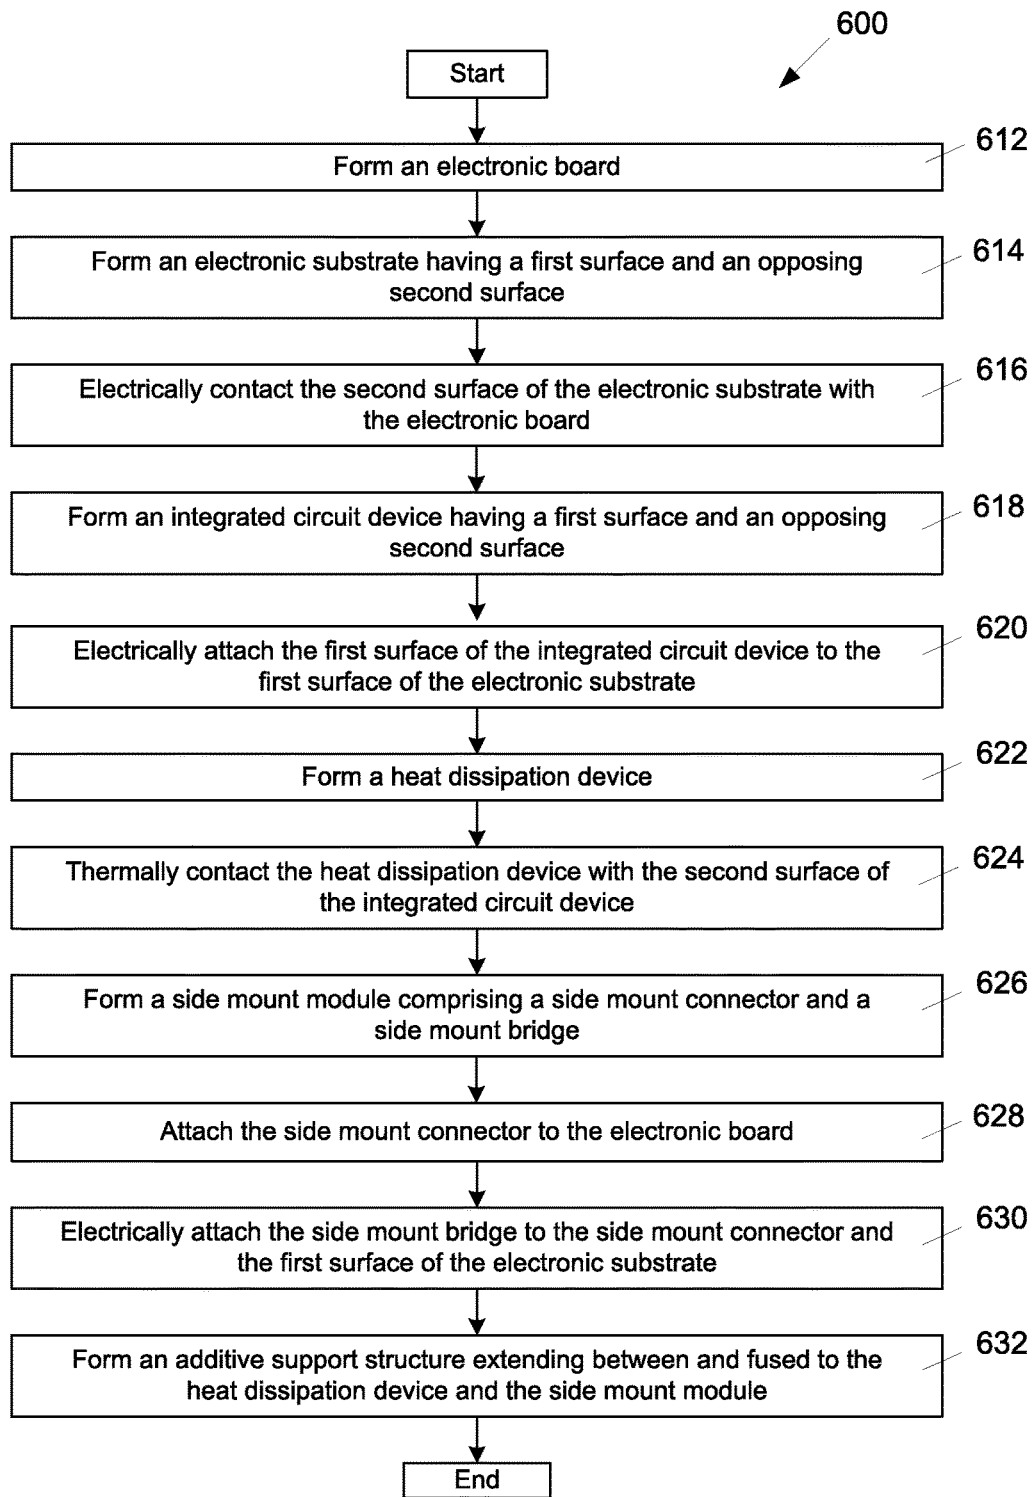 600
Start
612
Form an electronic board
614
Form an electronic substrate having a first surface and an opposing
second surface
616
Electrically contact the second surface of the electronic substrate with
the electronic board
618
Form an integrated circuit device having a first surface and an opposing
second surface
620
Electrically attach the first surface of the integrated circuit device to the
first surface of the electronic substrate
622
Form a heat dissipation device
624
Thermally contact the heat dissipation device with the second surface of
the integrated circuit device
626
Form a side mount module comprising a side mount connector and a
side mount bridge
628
Attach the side mount connector to the electronic board
630
Electrically attach the side mount bridge to the side mount connector and
the first surface of the electronic substrate
632
Form an additive support structure extending between and fused to the
heat dissipation device and the side mount module
End